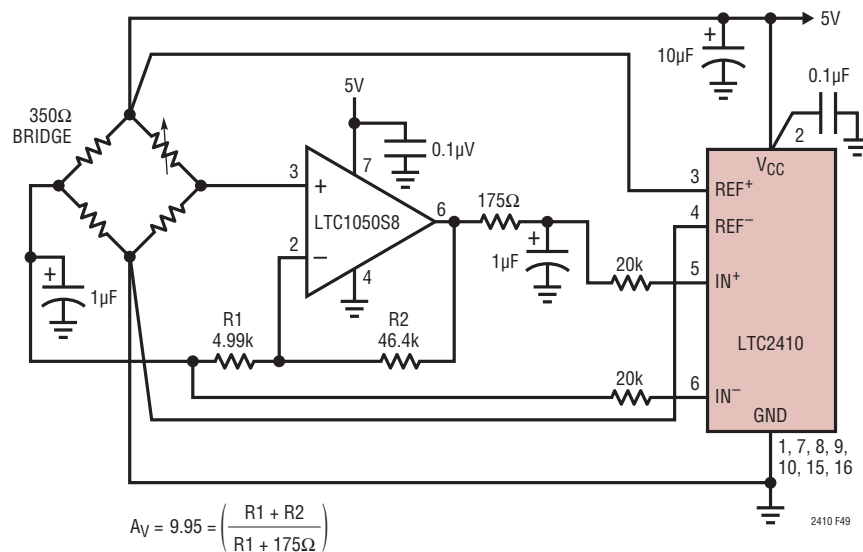 5V
+
10µF
0.1µF
2
350Ω
BRIDGE
5V
7
0.1µV
VCC
3
+
LTC1050S8
6
175Ω
3
REF+
4
REF–
2
–
4
+
1µF
+
1µF
20k
5
IN+
R1
4.99k
R2
46.4k
LTC2410
20k
6
IN–
GND
1, 7, 8, 9,
10, 15, 16
AV = 9.95 = ( R1 + R2
R1 + 175Ω )
2410 F49